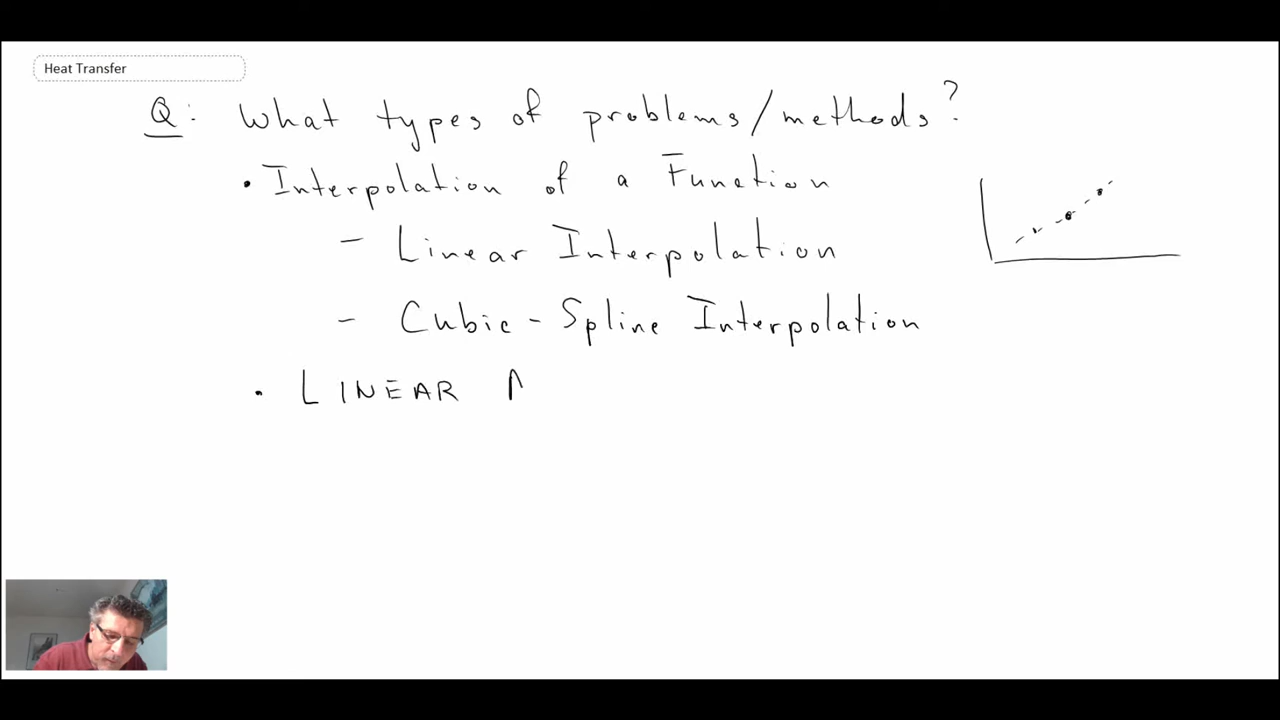 Heat Transfer
Q: What types of problems/methods?
• Interpolation of a Function
– Linear Interpolation
– Cubic-Spline Interpolation
• LINEAR